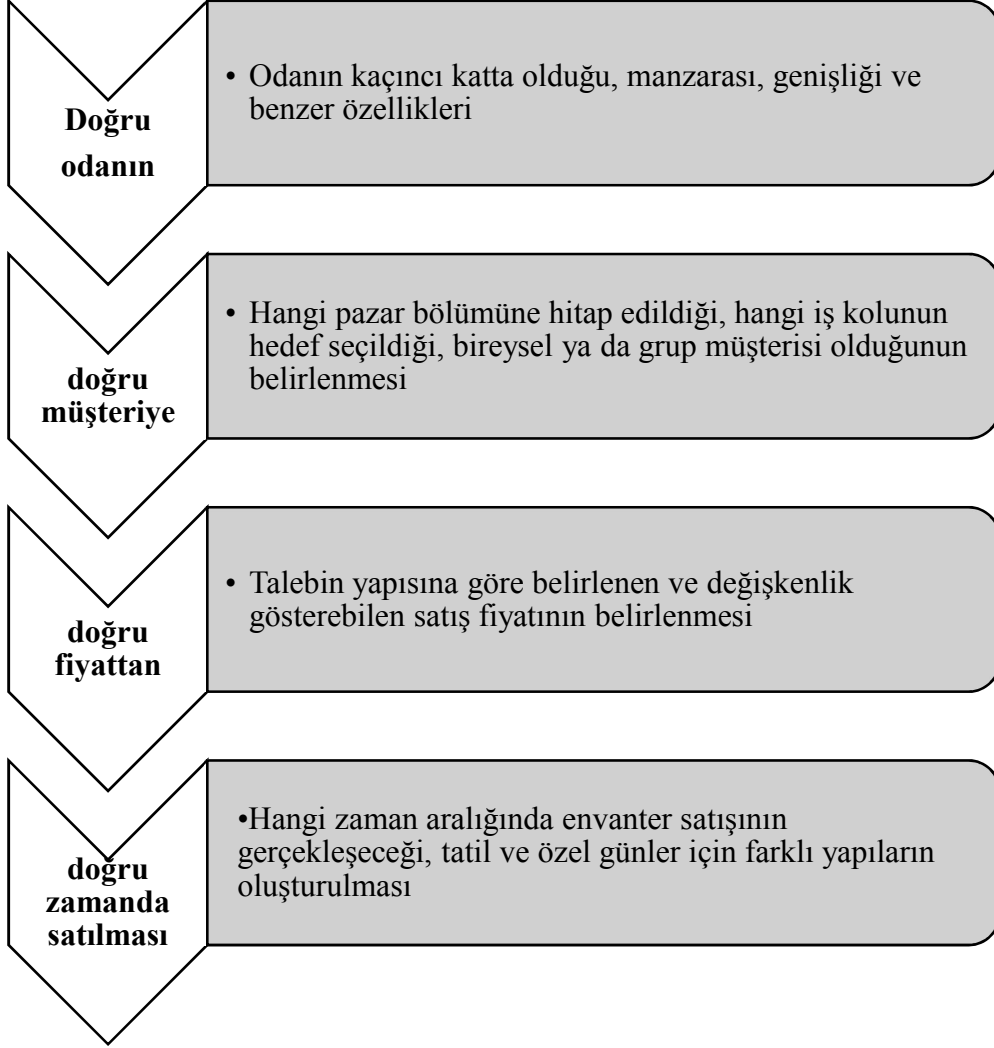 Doğru
odanın
• Odanın kaçıncı katta olduğu, manzarası, genişliği ve
benzer özellikleri
doğru
müşteriye
• Hangi pazar bölümüne hitap edildiği, hangi iş kolunun
hedef seçildiği, bireysel ya da grup müşterisi olduğunun
belirlenmesi
doğru
fiyattan
• Talebin yapısına göre belirlenen ve değişkenlik
gösterebilen satış fiyatının belirlenmesi
doğru
zamanda
satılması
•Hangi zaman aralığında envanter satışının
gerçekleşeceği, tatil ve özel günler için farklı yapıların
oluşturulması